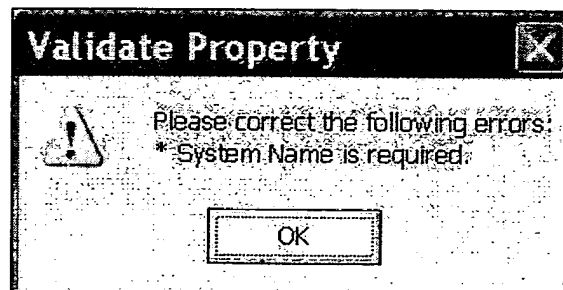 Validate Property
Please correct the following errors:
* System Name is required.
OK